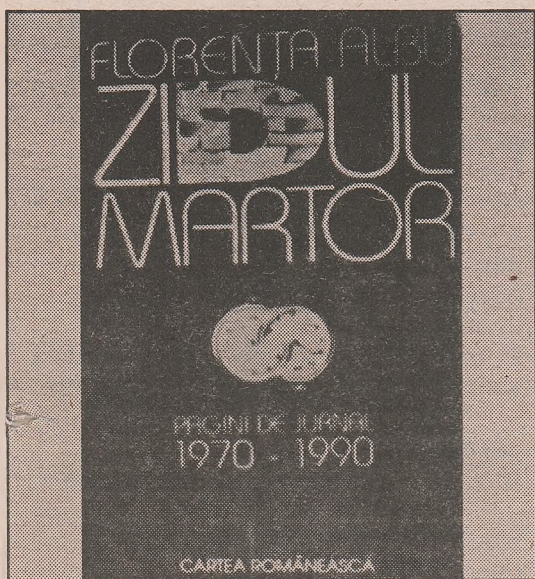 FLORENȚA ALBU
ZIDUL
MARTOR
PAGINI DE JURNAL
1970 - 1990
CARTEA ROMÂNEASCĂ